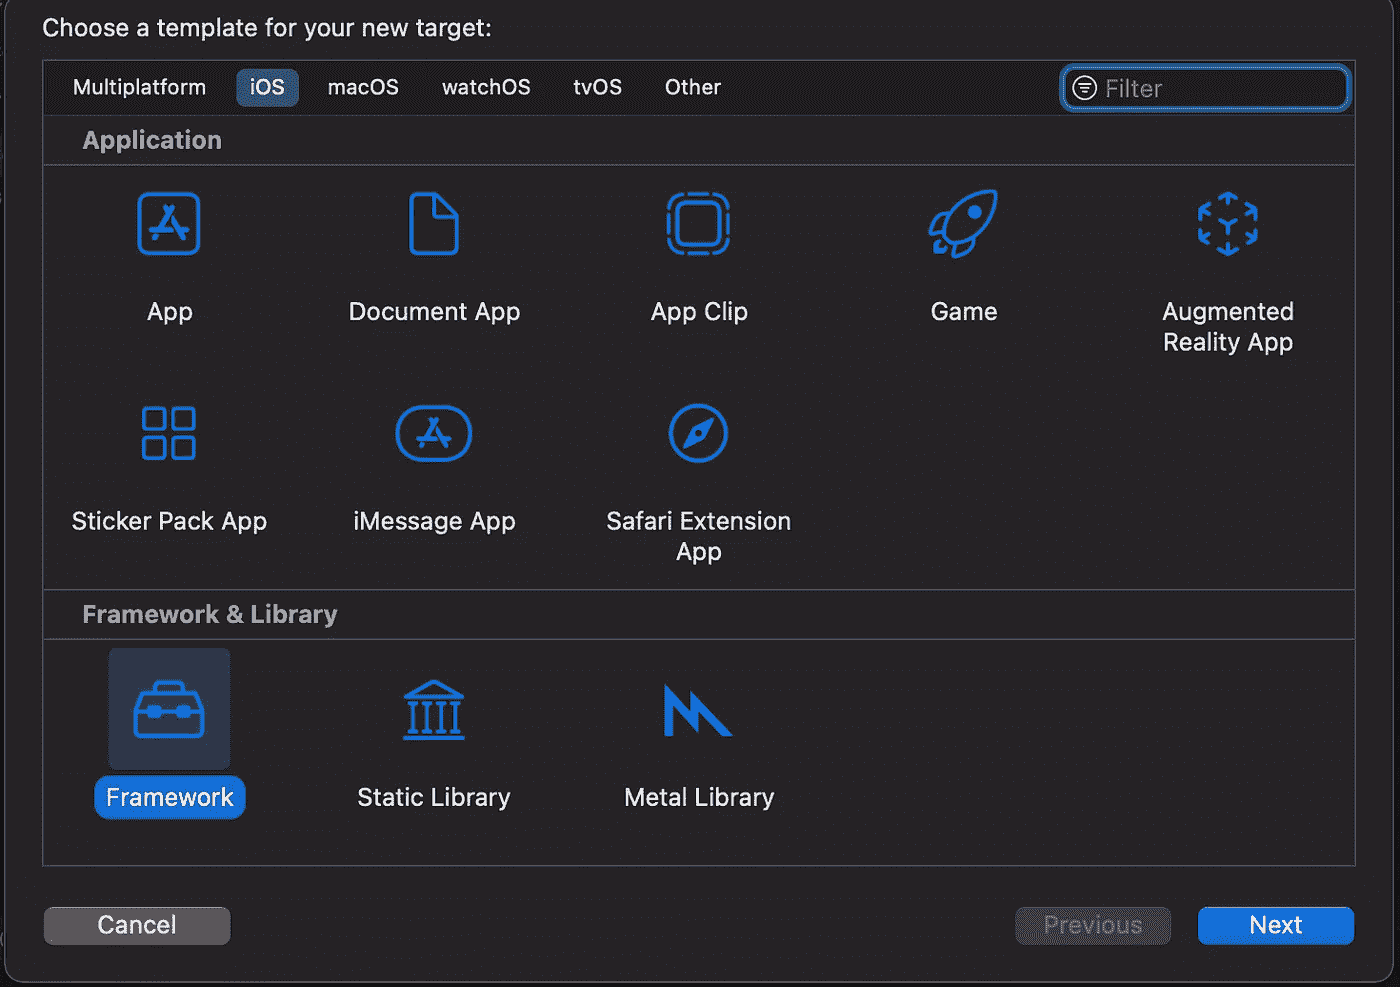 Choose a template for your new target:
Multiplatform iOS macOS watchOS tvOS Other Filter
Application
App Document App App Clip Game Augmented
Reality App
Sticker Pack App iMessage App Safari Extension
App
Framework & Library
Framework Static Library Metal Library
Cancel Previous Next